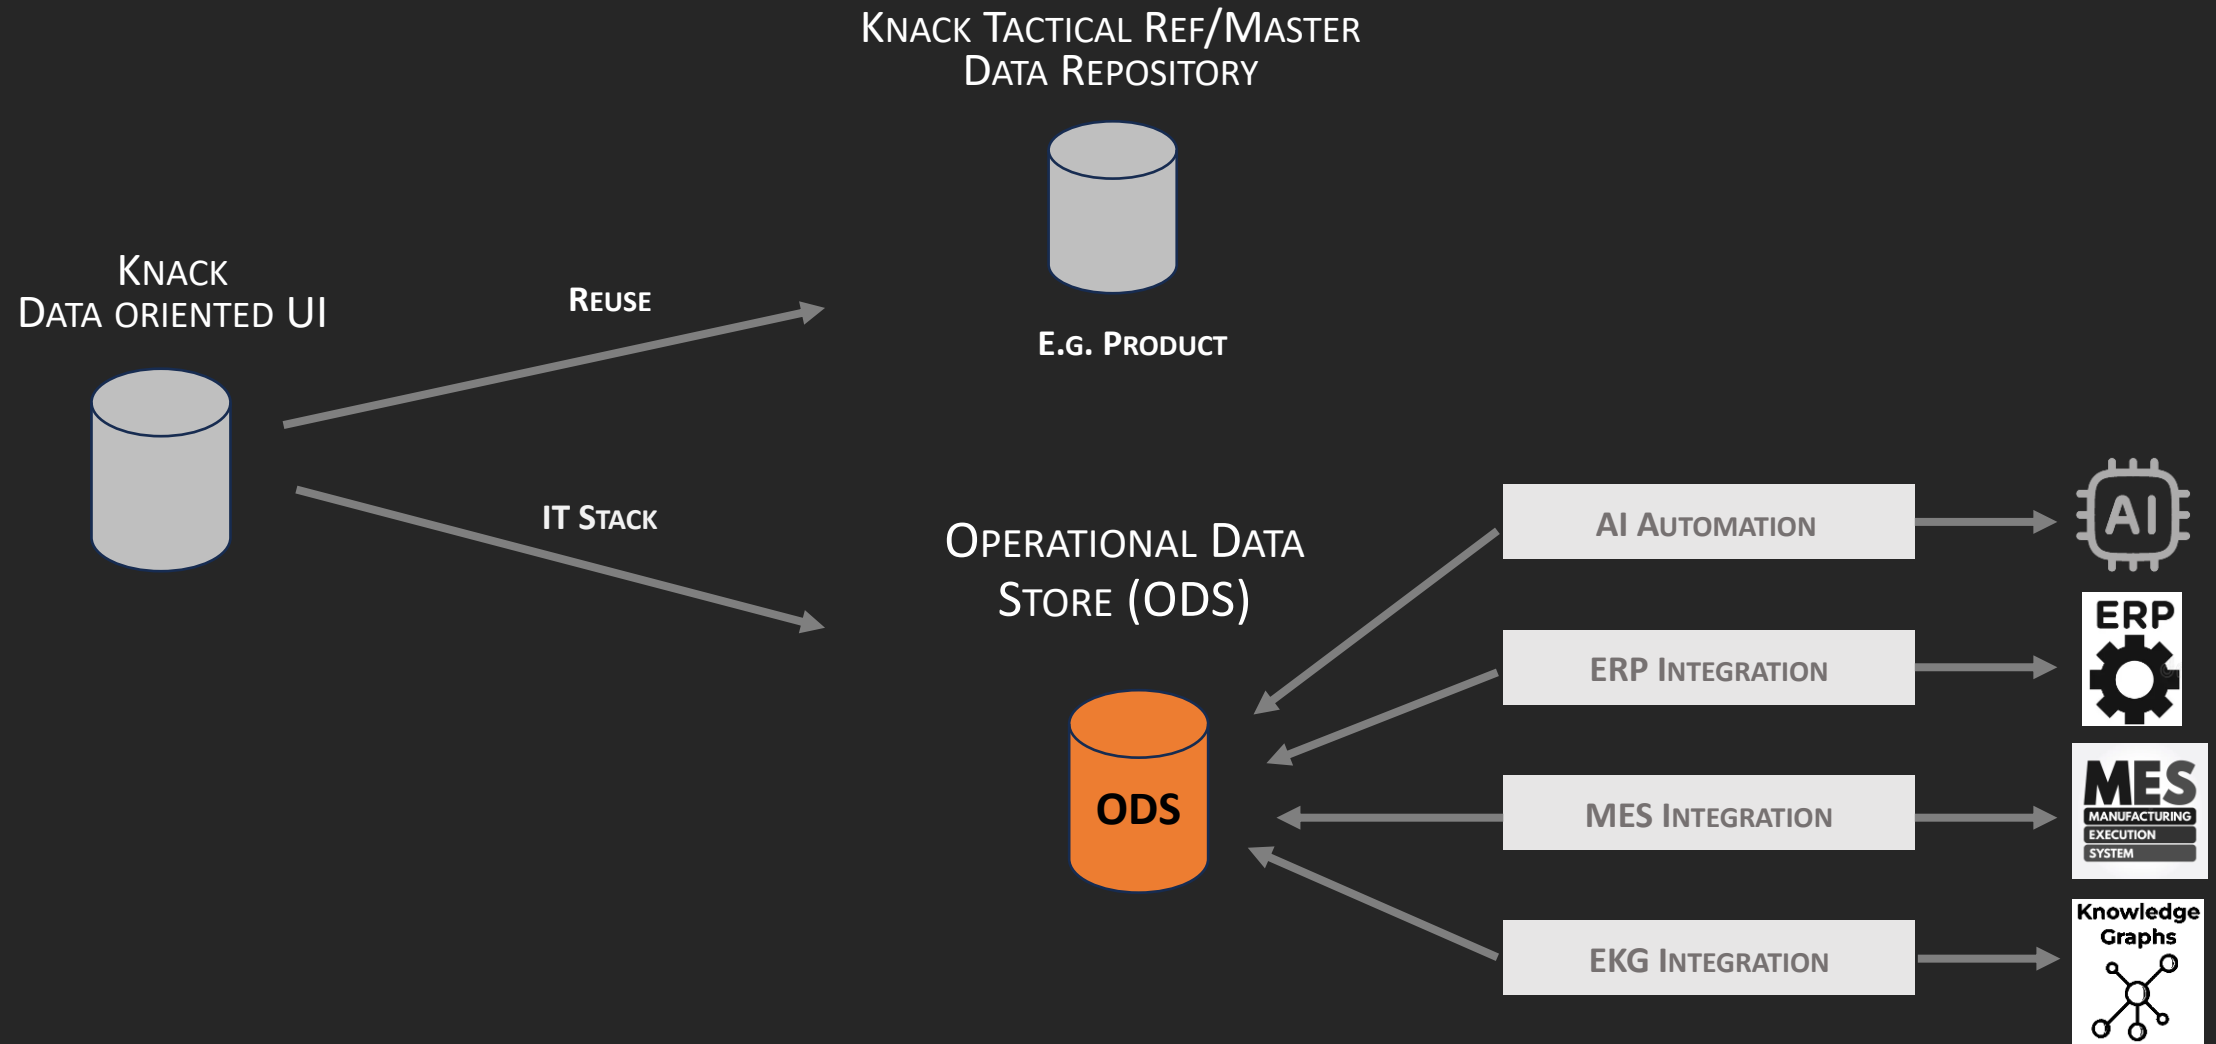 Knack Tactical Ref/Master
Data Repository
E.g. Product
Knack
Data oriented UI
Reuse
IT Stack
Operational Data
Store (ODS)
ODS
AI Automation
AI
ERP Integration
ERP
MES Integration
MES
MANUFACTURING
EXECUTION
SYSTEM
EKG Integration
Knowledge
Graphs